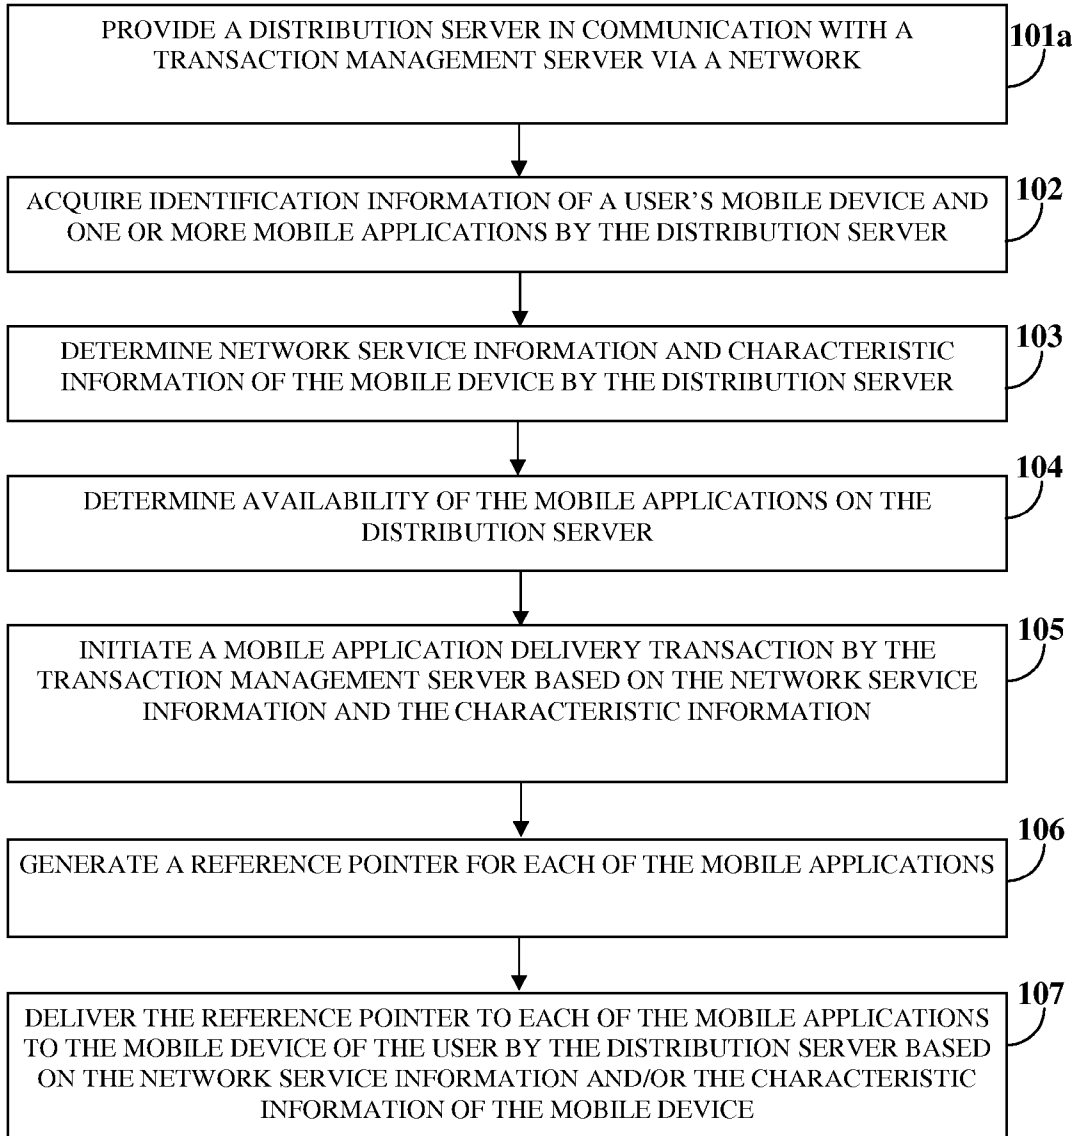 PROVIDE A DISTRIBUTION SERVER IN COMMUNICATION WITH A
TRANSACTION MANAGEMENT SERVER VIA A NETWORK
101a
ACQUIRE IDENTIFICATION INFORMATION OF A USER'S MOBILE DEVICE AND
ONE OR MORE MOBILE APPLICATIONS BY THE DISTRIBUTION SERVER
102
DETERMINE NETWORK SERVICE INFORMATION AND CHARACTERISTIC
INFORMATION OF THE MOBILE DEVICE BY THE DISTRIBUTION SERVER
103
DETERMINE AVAILABILITY OF THE MOBILE APPLICATIONS ON THE
DISTRIBUTION SERVER
104
INITIATE A MOBILE APPLICATION DELIVERY TRANSACTION BY THE
TRANSACTION MANAGEMENT SERVER BASED ON THE NETWORK SERVICE
INFORMATION AND THE CHARACTERISTIC INFORMATION
105
GENERATE A REFERENCE POINTER FOR EACH OF THE MOBILE APPLICATIONS
106
DELIVER THE REFERENCE POINTER TO EACH OF THE MOBILE APPLICATIONS
TO THE MOBILE DEVICE OF THE USER BY THE DISTRIBUTION SERVER BASED
ON THE NETWORK SERVICE INFORMATION AND/OR THE CHARACTERISTIC
INFORMATION OF THE MOBILE DEVICE
107